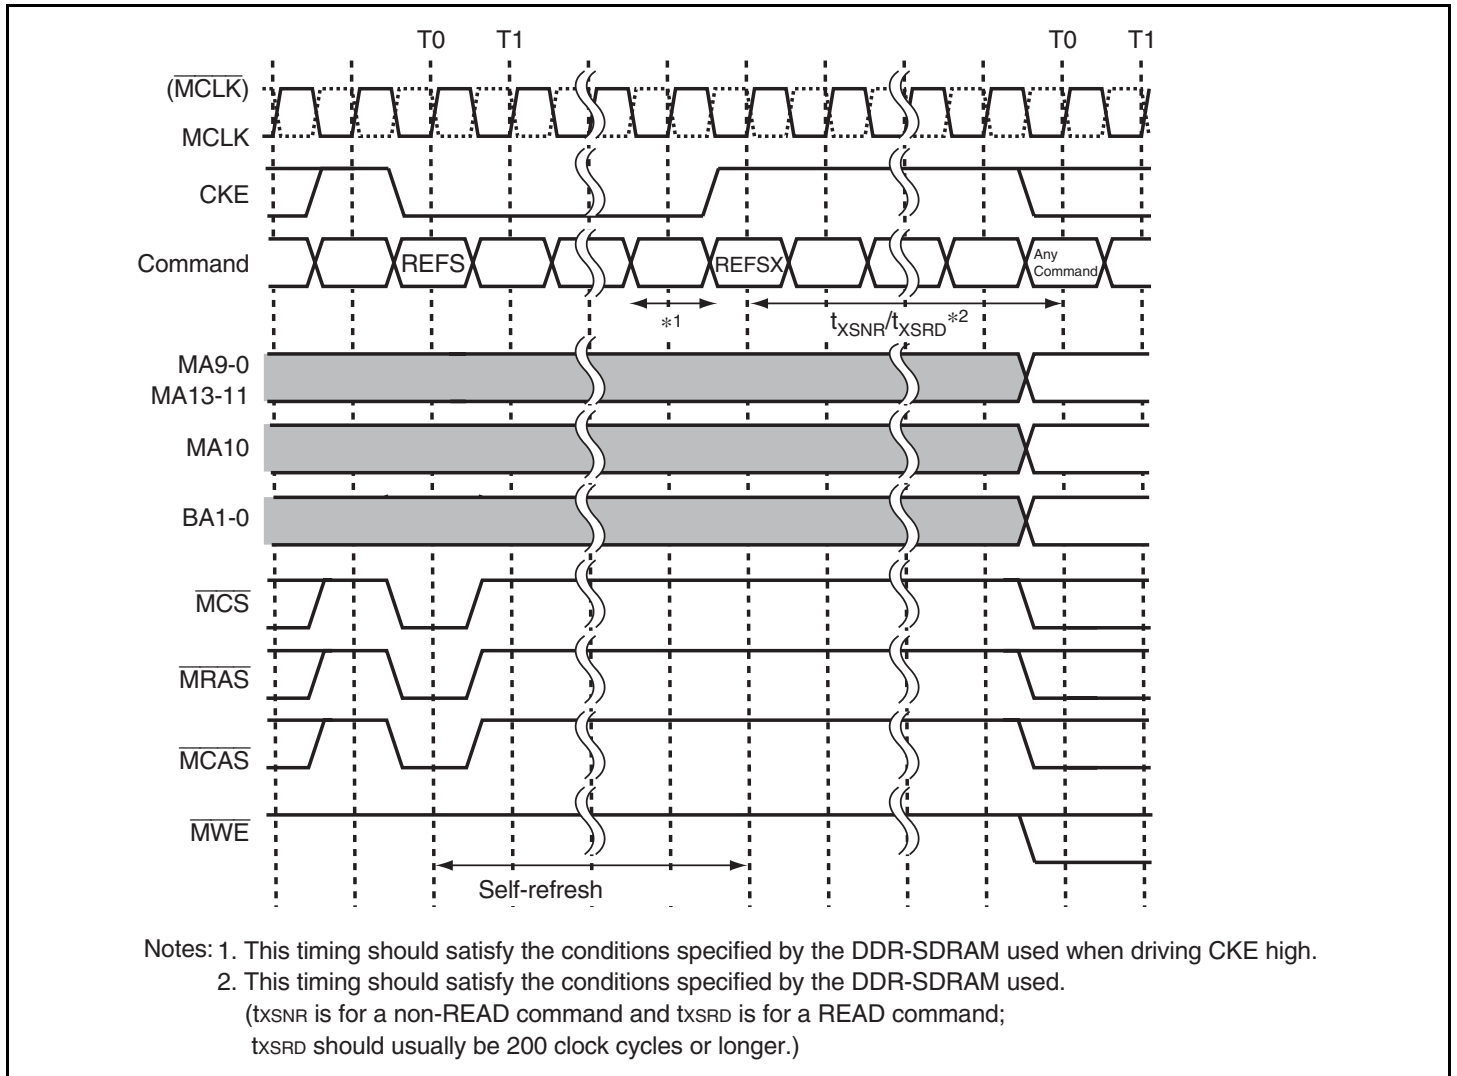 T0 T1 T0 T1
(MCLK)
MCLK
CKE
Command REFS REFSX Any Command
*1 tXSNR/tXSRD*2
MA9-0
MA13-11
MA10
BA1-0
MCS
MRAS
MCAS
MWE
Self-refresh
Notes: 1. This timing should satisfy the conditions specified by the DDR-SDRAM used when driving CKE high.
2. This timing should satisfy the conditions specified by the DDR-SDRAM used.
(tXSNR is for a non-READ command and tXSRD is for a READ command;
tXSRD should usually be 200 clock cycles or longer.)